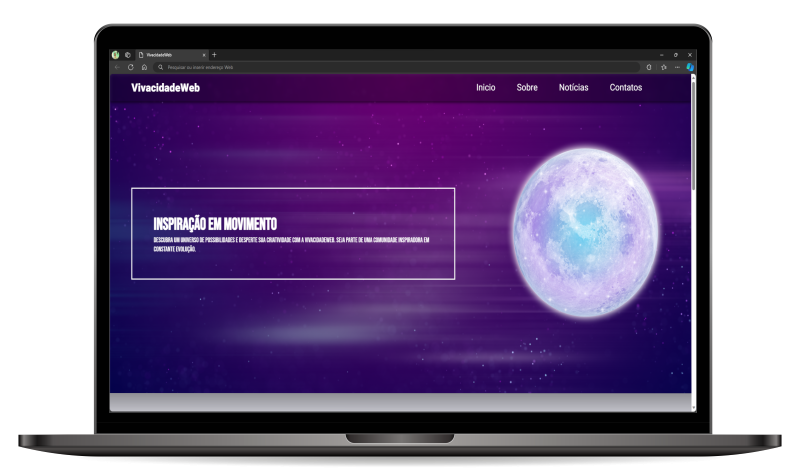 VivacidadeWeb
Pesquisar ou inserir endereço Web
VivacidadeWeb
Inicio Sobre Notícias Contatos
INSPIRAÇÃO EM MOVIMENTO
DESCUBRA UM UNIVERSO DE POSSIBILIDADES E DESPERTE SUA CRIATIVIDADE COM A VIVACIDADEWEB. SEJA PARTE DE UMA COMUNIDADE INSPIRADORA EM
CONSTANTE EVOLUÇÃO.